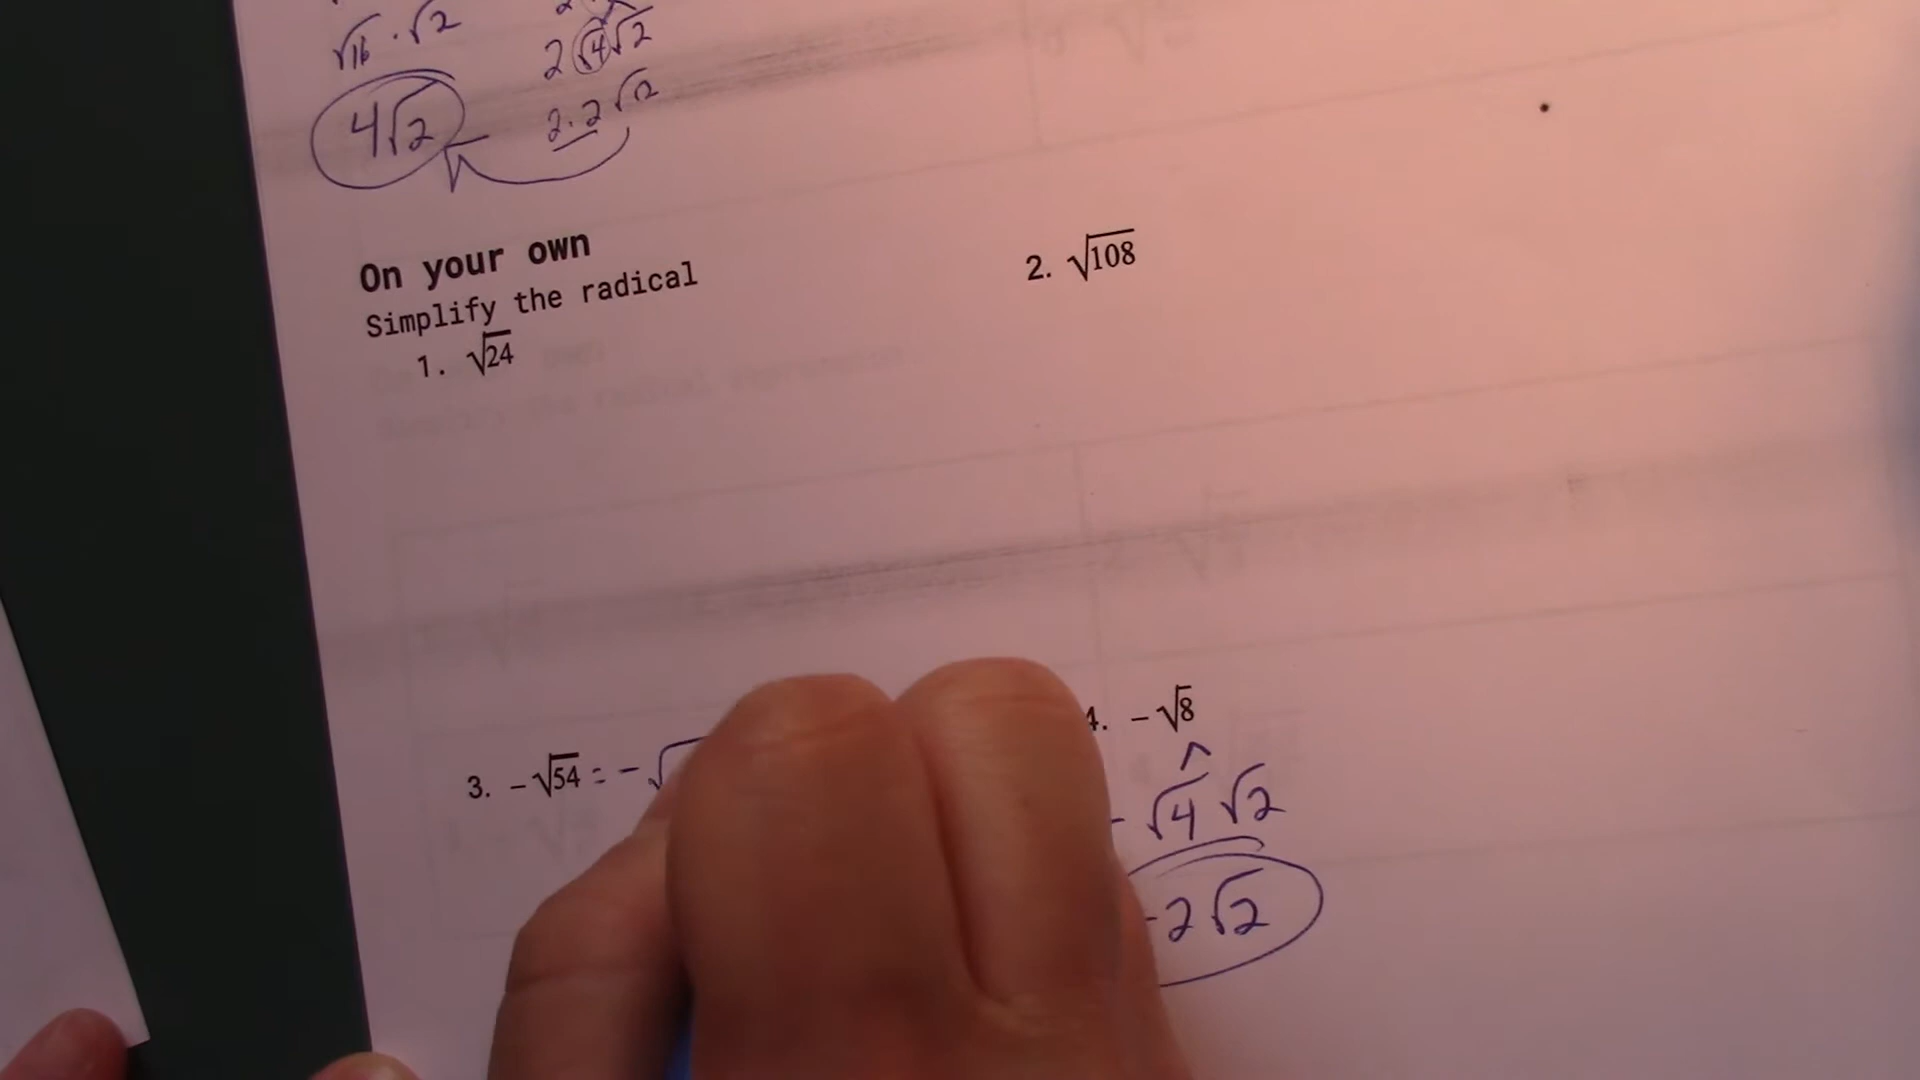 √16 · √2
4√2
2√4√2
2·2√2
On your own
Simplify the radical
1. √24
2. √108
3. -√54 = -√
4. -√8
-√4 √2
-2√2